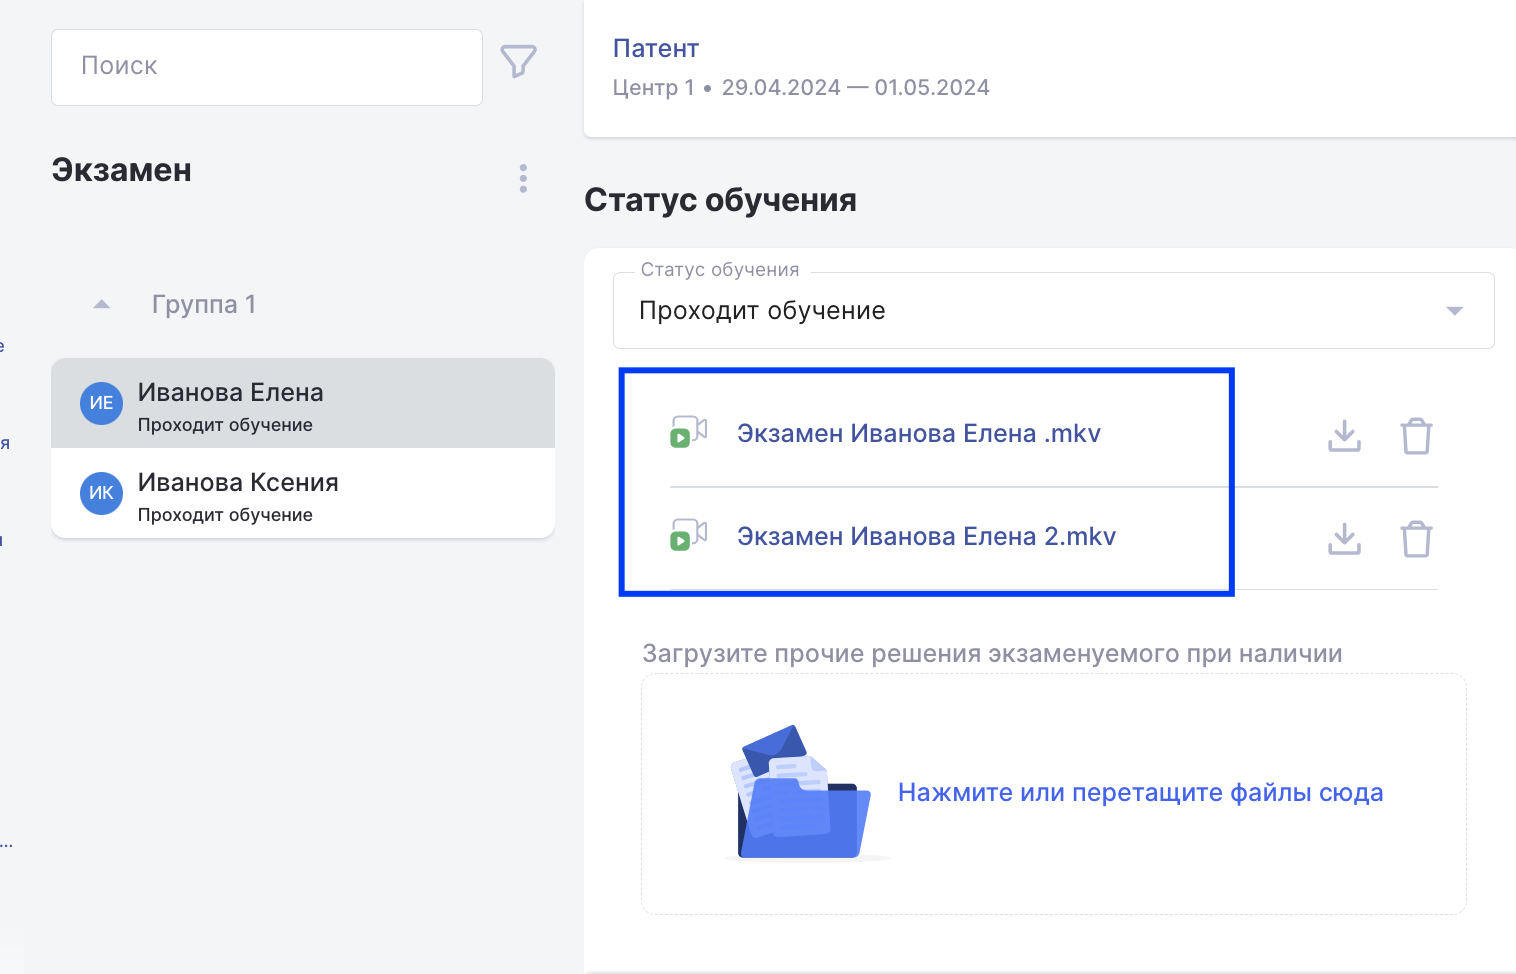 Поиск
Экзамен
Группа 1
ИЕ
Иванова Елена
Проходит обучение
ИК
Иванова Ксения
Проходит обучение
е
я
...
Патент
Центр 1 • 29.04.2024 — 01.05.2024
Статус обучения
Статус обучения
Проходит обучение
Экзамен Иванова Елена .mkv
Экзамен Иванова Елена 2.mkv
Загрузите прочие решения экзаменуемого при наличии
Нажмите или перетащите файлы сюда